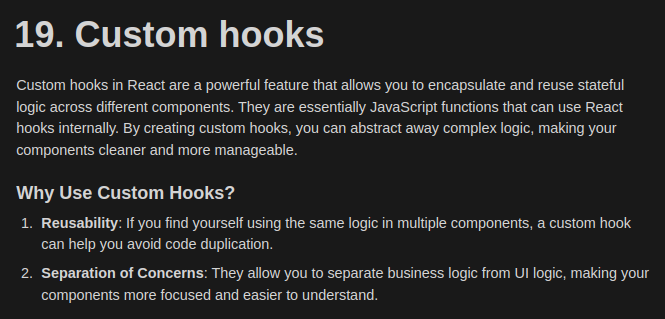 19. Custom hooks
Custom hooks in React are a powerful feature that allows you to encapsulate and reuse stateful
logic across different components. They are essentially JavaScript functions that can use React
hooks internally. By creating custom hooks, you can abstract away complex logic, making your
components cleaner and more manageable.
Why Use Custom Hooks?
1. Reusability: If you find yourself using the same logic in multiple components, a custom hook
can help you avoid code duplication.
2. Separation of Concerns: They allow you to separate business logic from UI logic, making your
components more focused and easier to understand.